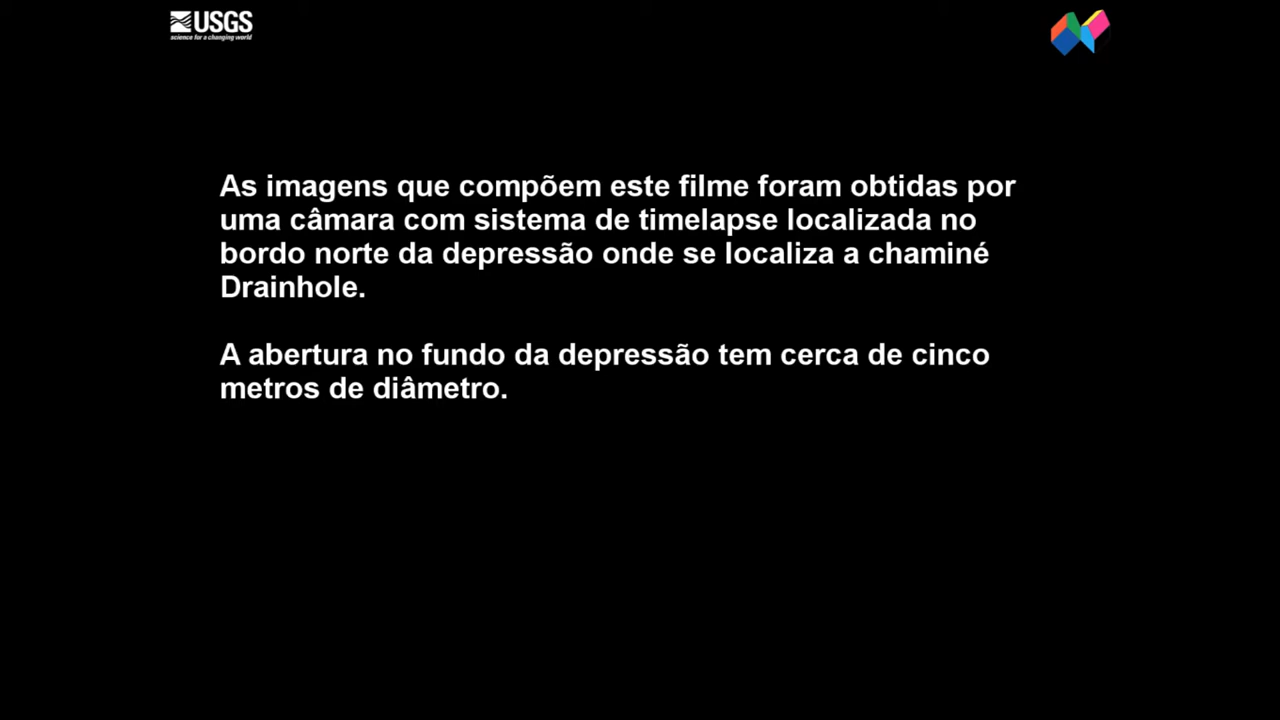 USGS
science for a changing world
As imagens que compõem este filme foram obtidas por
uma câmara com sistema de timelapse localizada no
bordo norte da depressão onde se localiza a chaminé
Drainhole.
A abertura no fundo da depressão tem cerca de cinco
metros de diâmetro.